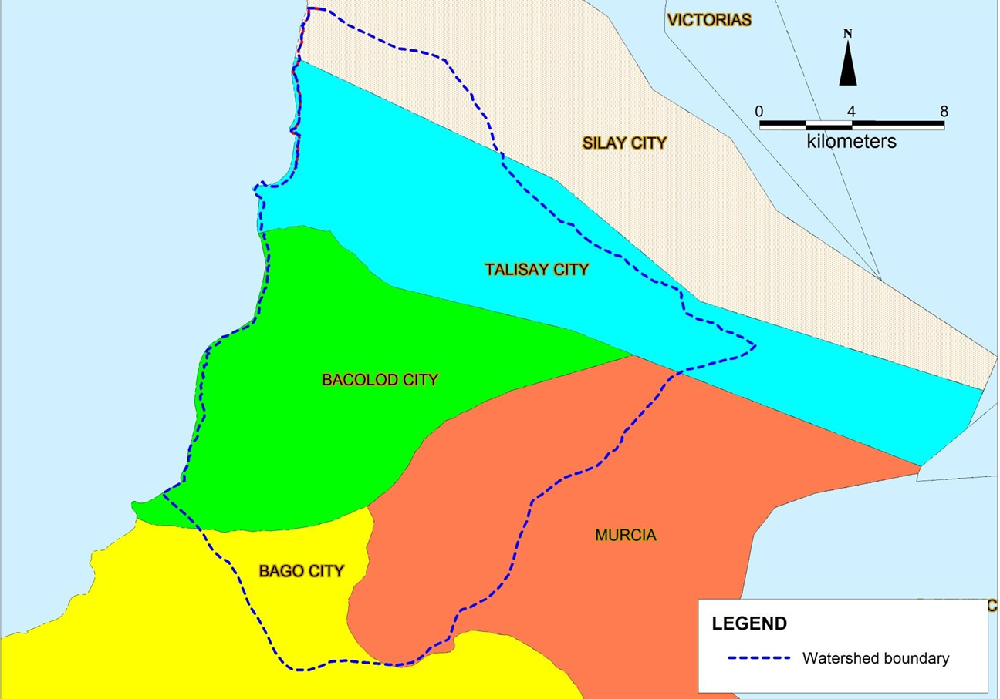 VICTORIAS
N
0 4 8
kilometers
SILAY CITY
TALISAY CITY
BACOLOD CITY
MURCIA
BAGO CITY
LEGEND
Watershed boundary